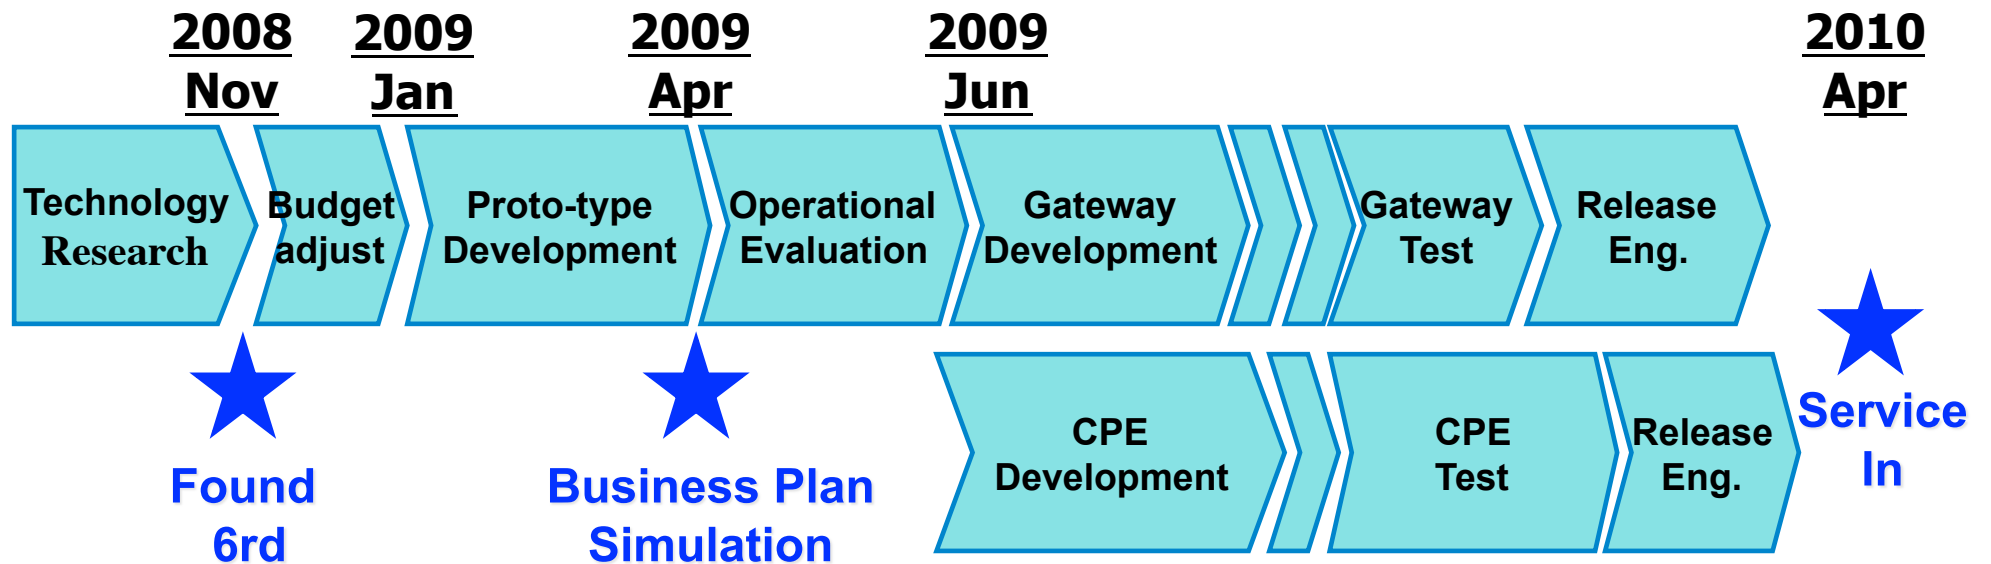 2008
Nov
2009
Jan
2009
Apr
2009
Jun
2010
Apr
Technology
Research
Budget
adjust
Proto-type
Development
Operational
Evaluation
Gateway
Development
Gateway
Test
Release
Eng.
CPE
Development
CPE
Test
Release
Eng.
Found
6rd
Business Plan
Simulation
Service
In